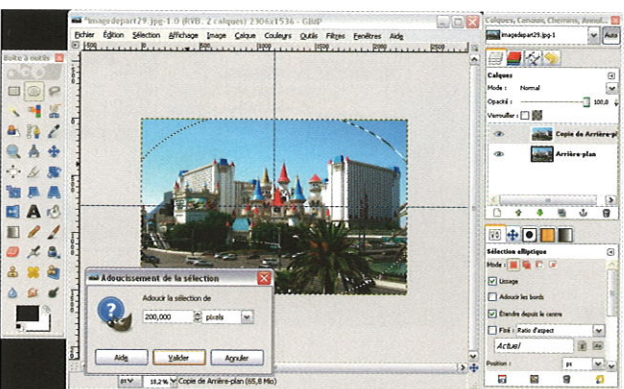 *imagedepart29.jpg-1.0 (RVB, 2 calques) 2304x1536 – GIMP
Fichier Édition Sélection Affichage Image Calque Couleurs Outils Filtres Fenêtres Aide
Boîte à outils
Adoucissement de la sélection
Adoucir la sélection de
200,000 pixels
Aide Valider Annuler
pt 18,2 % Copie de Arrière-plan (65,8 Mio)
Calques, Canaux, Chemins, Annul...
imagedepart29.jpg-1 Auto
Calques
Mode : Normal
Opacité : 100,0
Verrouiller :
Copie de Arrière-pl
Arrière-plan
Sélection elliptique
Mode :
Lissage
Adoucir les bords
Étendre depuis le centre
Fixé : Ratio d'aspect
Actuel
Position : pt